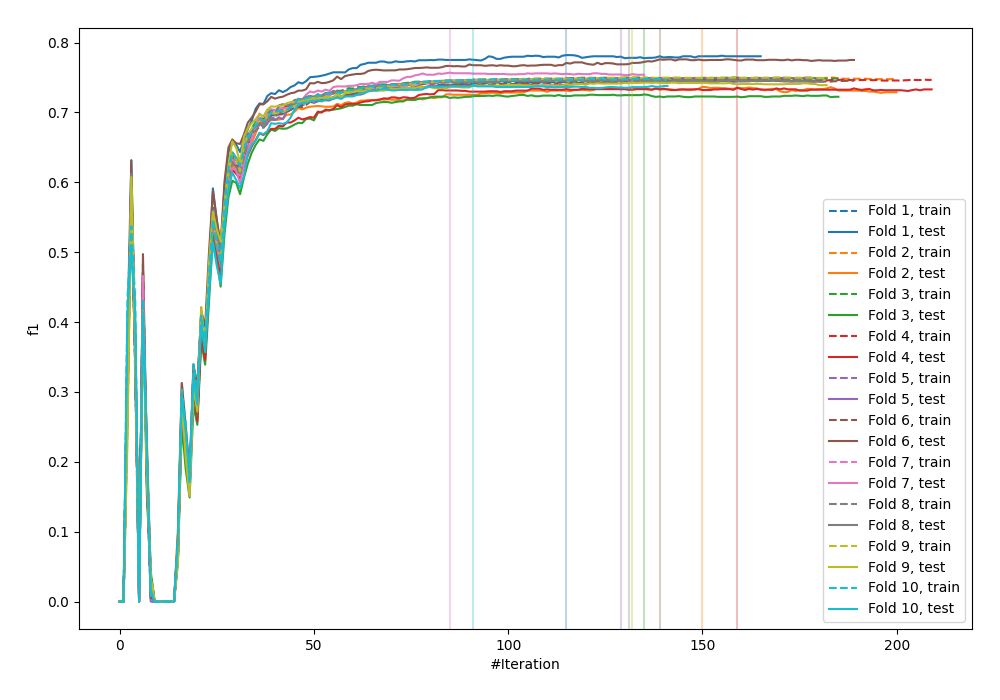 0.8
0.7
0.6
0.5
0.4
0.3
0.2
0.1
0.0
f1
0 50 100 150 200
#Iteration
Fold 1, train
Fold 1, test
Fold 2, train
Fold 2, test
Fold 3, train
Fold 3, test
Fold 4, train
Fold 4, test
Fold 5, train
Fold 5, test
Fold 6, train
Fold 6, test
Fold 7, train
Fold 7, test
Fold 8, train
Fold 8, test
Fold 9, train
Fold 9, test
Fold 10, train
Fold 10, test